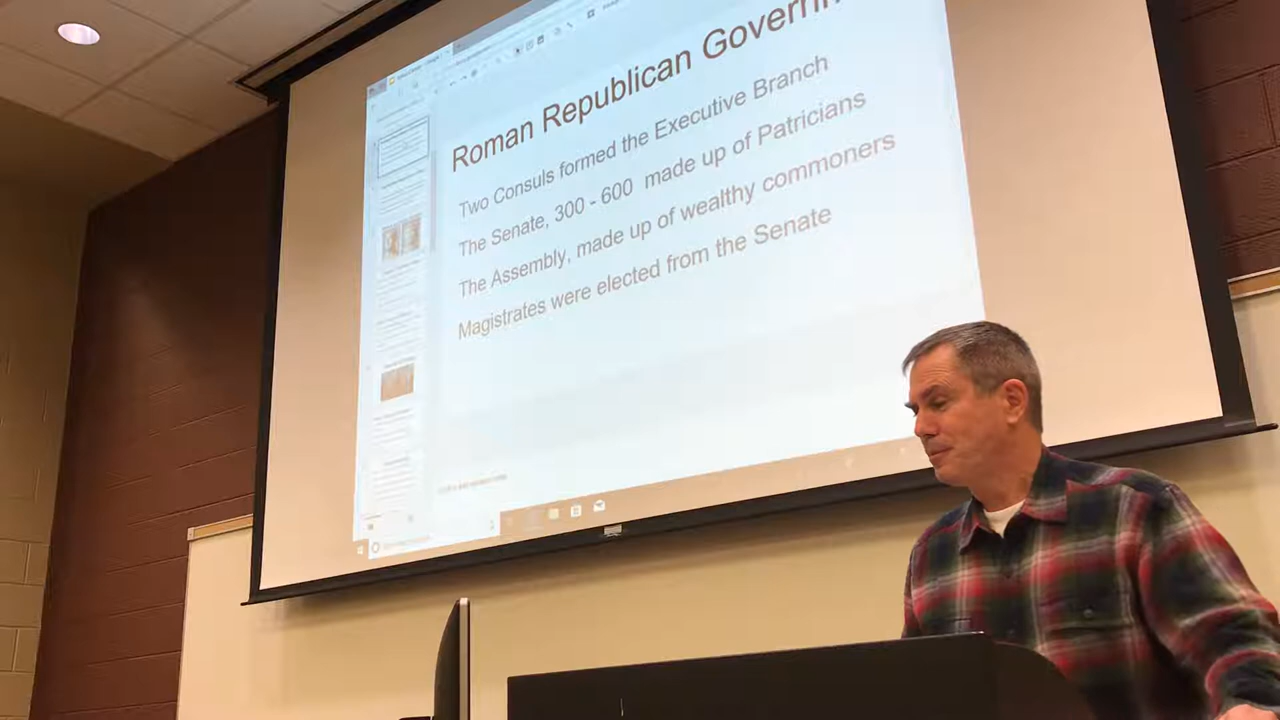 Roman Republican Governm
Two Consuls formed the Executive Branch
The Senate, 300 - 600 made up of Patricians
The Assembly, made up of wealthy commoners
Magistrates were elected from the Senate